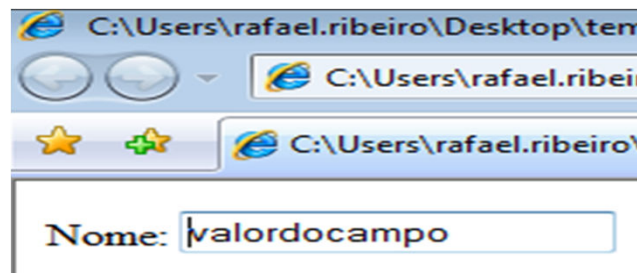 C:\Users\rafael.ribeiro\Desktop\tem
C:\Users\rafael.ribei
C:\Users\rafael.ribeiro\
Nome: valordocampo